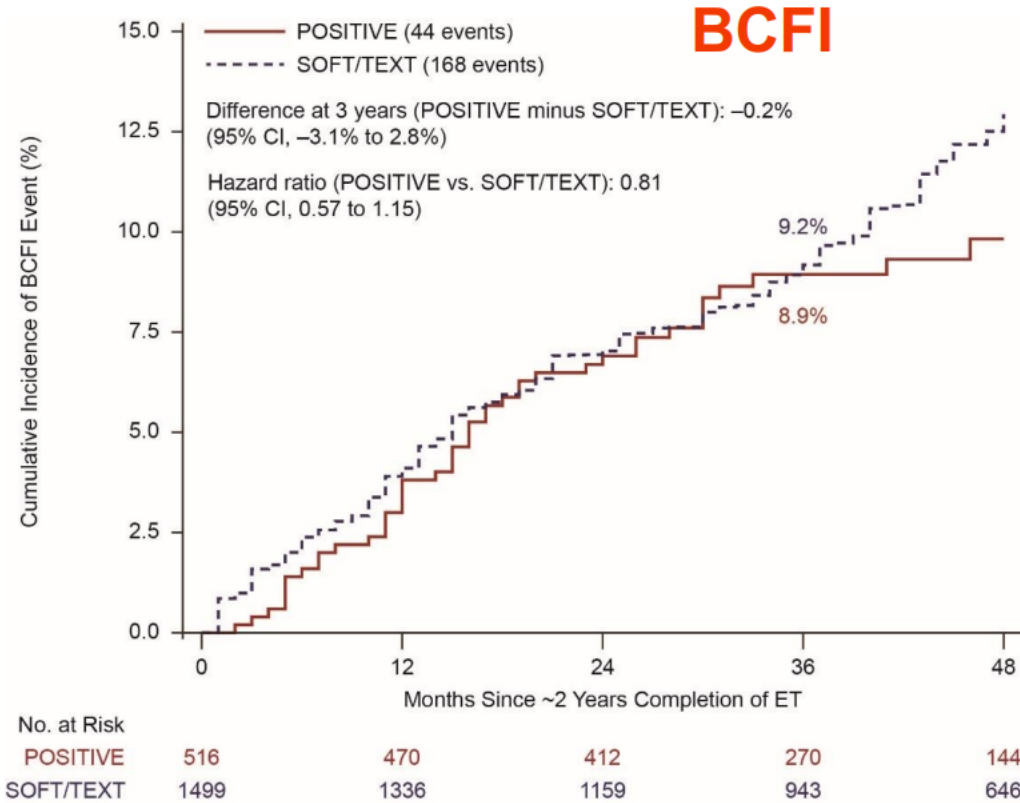 BCFI
15.0
12.5
10.0
7.5
5.0
2.5
0.0
Cumulative Incidence of BCFI Event (%)
POSITIVE (44 events)
SOFT/TEXT (168 events)
Difference at 3 years (POSITIVE minus SOFT/TEXT): –0.2%
(95% CI, –3.1% to 2.8%)
Hazard ratio (POSITIVE vs. SOFT/TEXT): 0.81
(95% CI, 0.57 to 1.15)
9.2%
8.9%
0 12 24 36 48
Months Since ~2 Years Completion of ET
No. at Risk
POSITIVE 516 470 412 270 144
SOFT/TEXT 1499 1336 1159 943 646